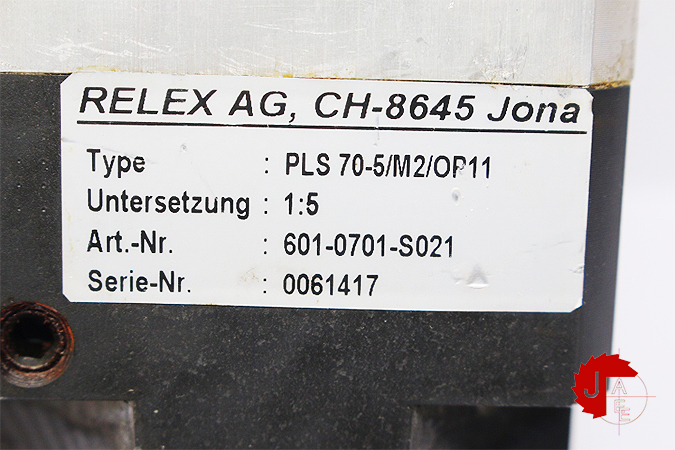 RELEX AG, CH-8645 Jona
Type : PLS 70-5/M2/OP11
Untersetzung : 1:5
Art.-Nr. : 601-0701-S021
Serie-Nr. : 0061417